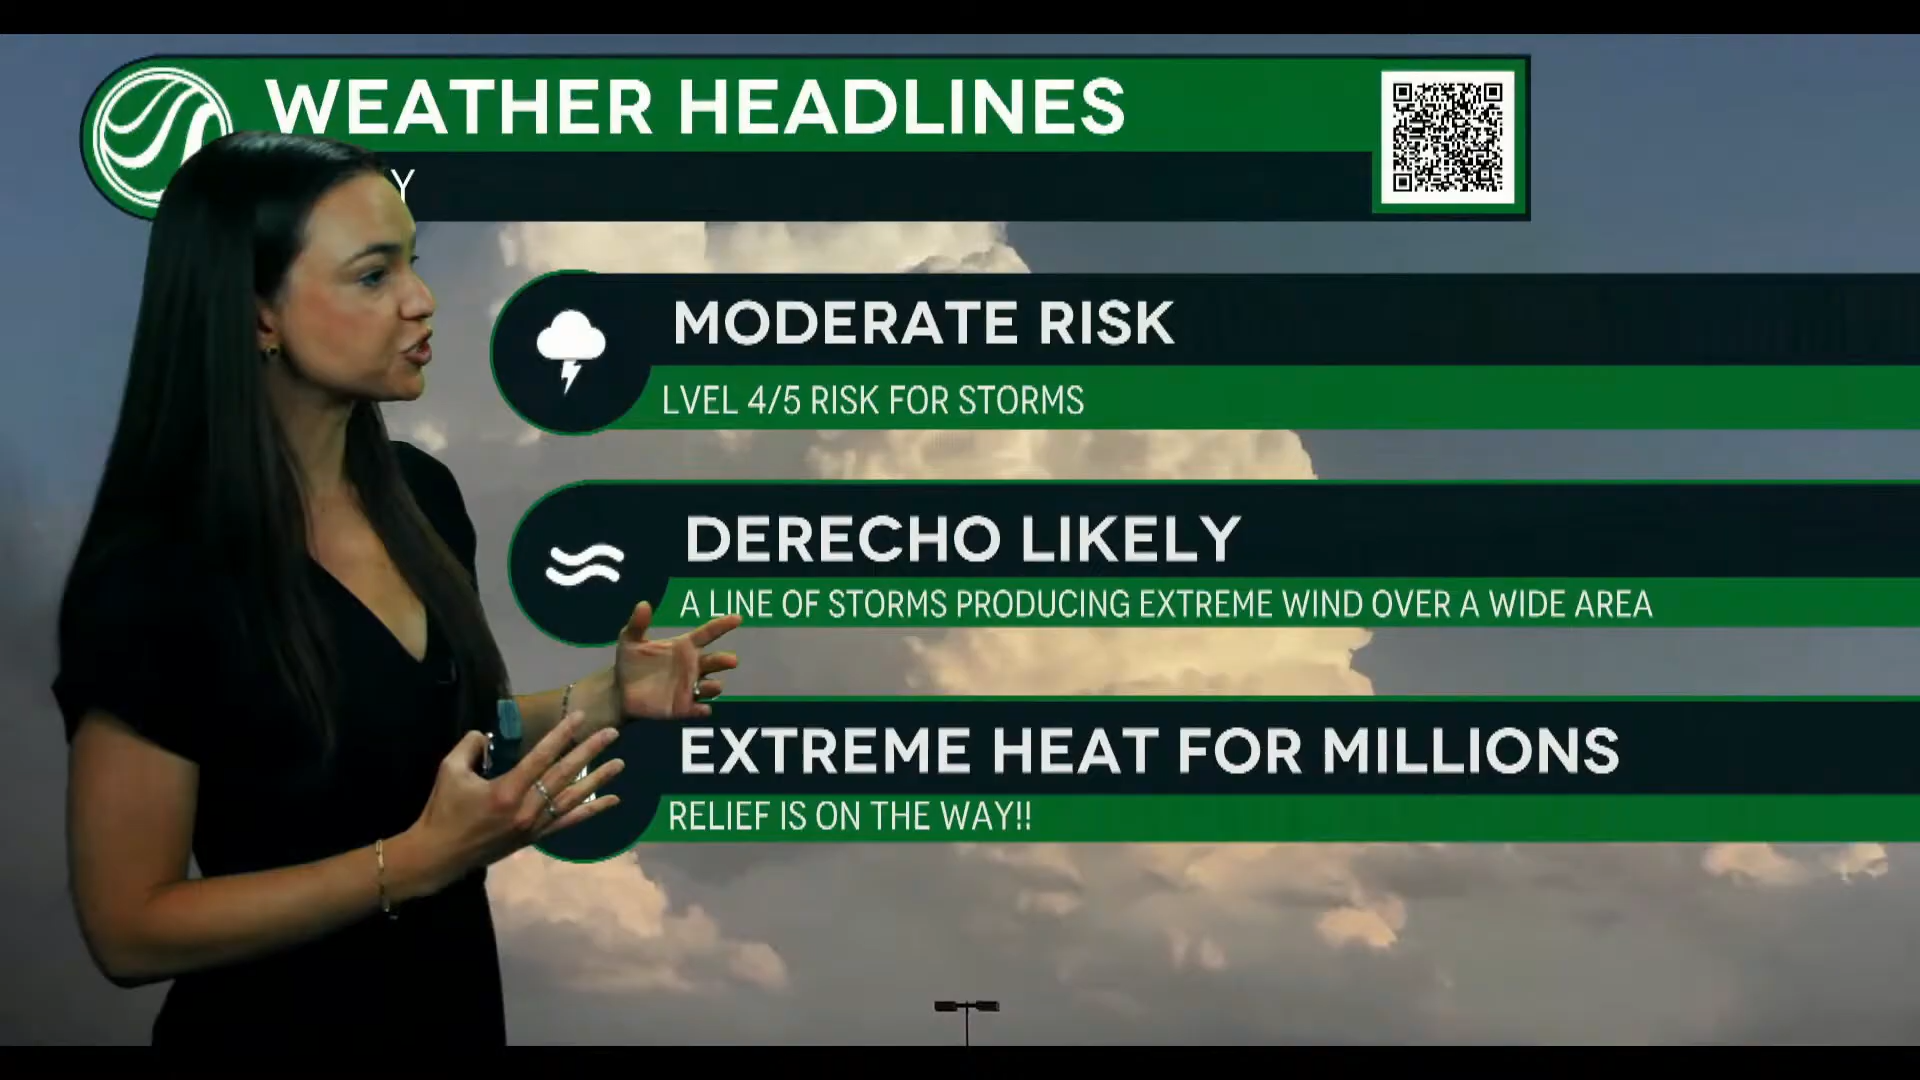 WEATHER HEADLINES
MODERATE RISK
LVEL 4/5 RISK FOR STORMS
DERECHO LIKELY
A LINE OF STORMS PRODUCING EXTREME WIND OVER A WIDE AREA
EXTREME HEAT FOR MILLIONS
RELIEF IS ON THE WAY!!